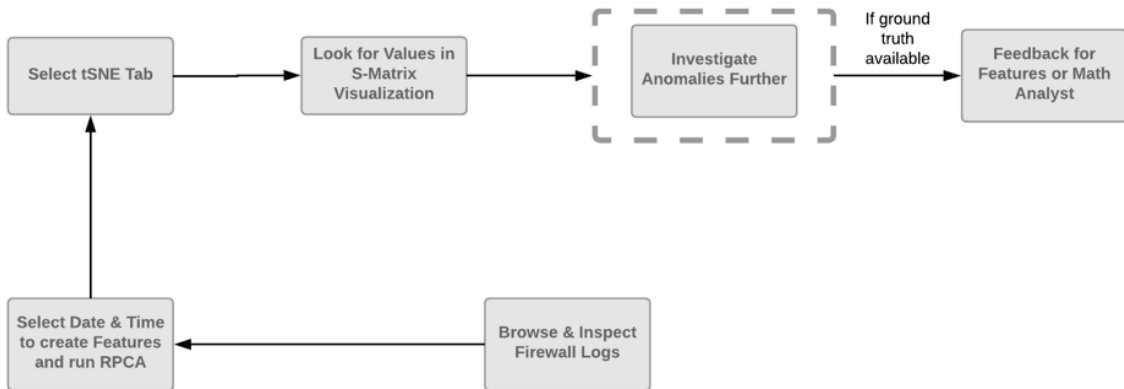 Select tSNE Tab
Look for Values in
S-Matrix
Visualization
Investigate
Anomalies Further
If ground
truth
available
Feedback for
Features or Math
Analyst
Select Date & Time
to create Features
and run RPCA
Browse & Inspect
Firewall Logs